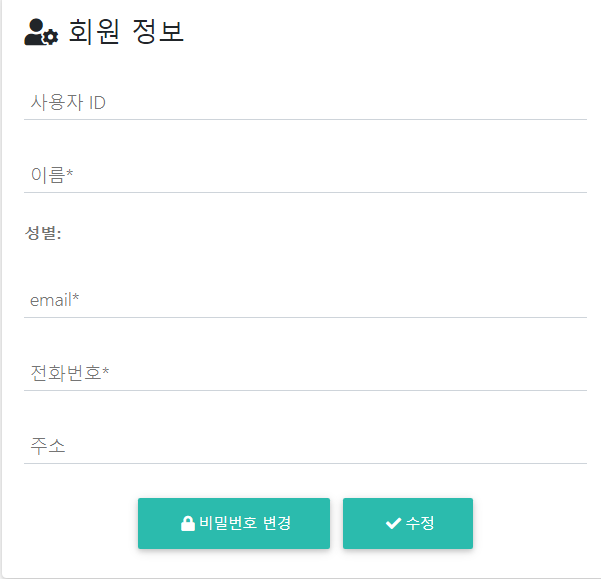 회원 정보
사용자 ID
이름*
성별:
email*
전화번호*
주소
비밀번호 변경 수정